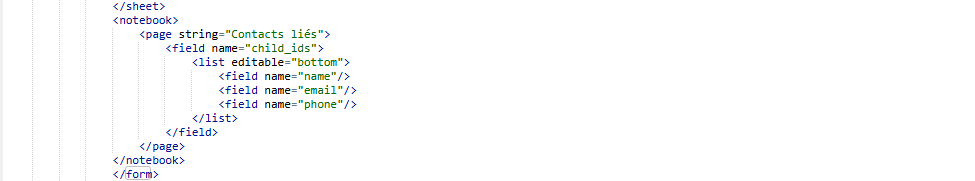 </sheet>
<notebook>
<page string="Contacts liés">
<field name="child_ids">
<list editable="bottom">
<field name="name"/>
<field name="email"/>
<field name="phone"/>
</list>
</field>
</page>
</notebook>
</form>